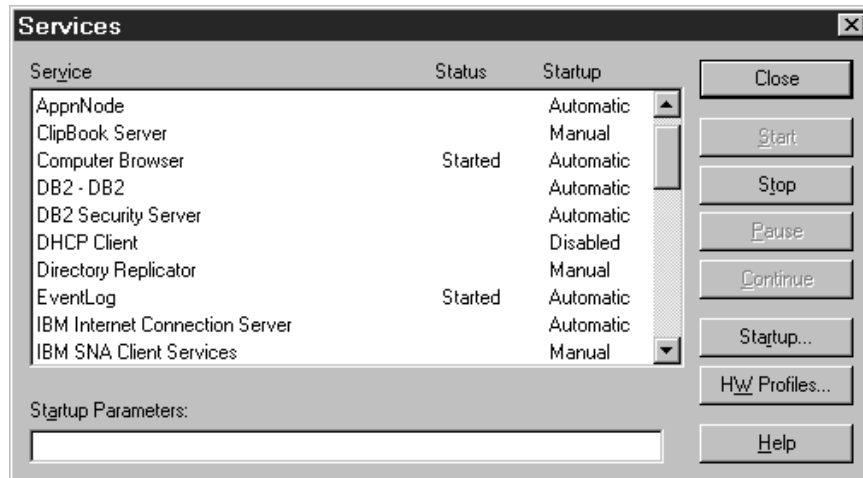 Services
Service Status Startup
AppnNode Automatic
ClipBook Server Manual
Computer Browser Started Automatic
DB2 - DB2 Automatic
DB2 Security Server Automatic
DHCP Client Disabled
Directory Replicator Manual
EventLog Started Automatic
IBM Internet Connection Server Automatic
IBM SNA Client Services Manual
Startup Parameters:
Close
Start
Stop
Pause
Continue
Startup...
HW Profiles...
Help